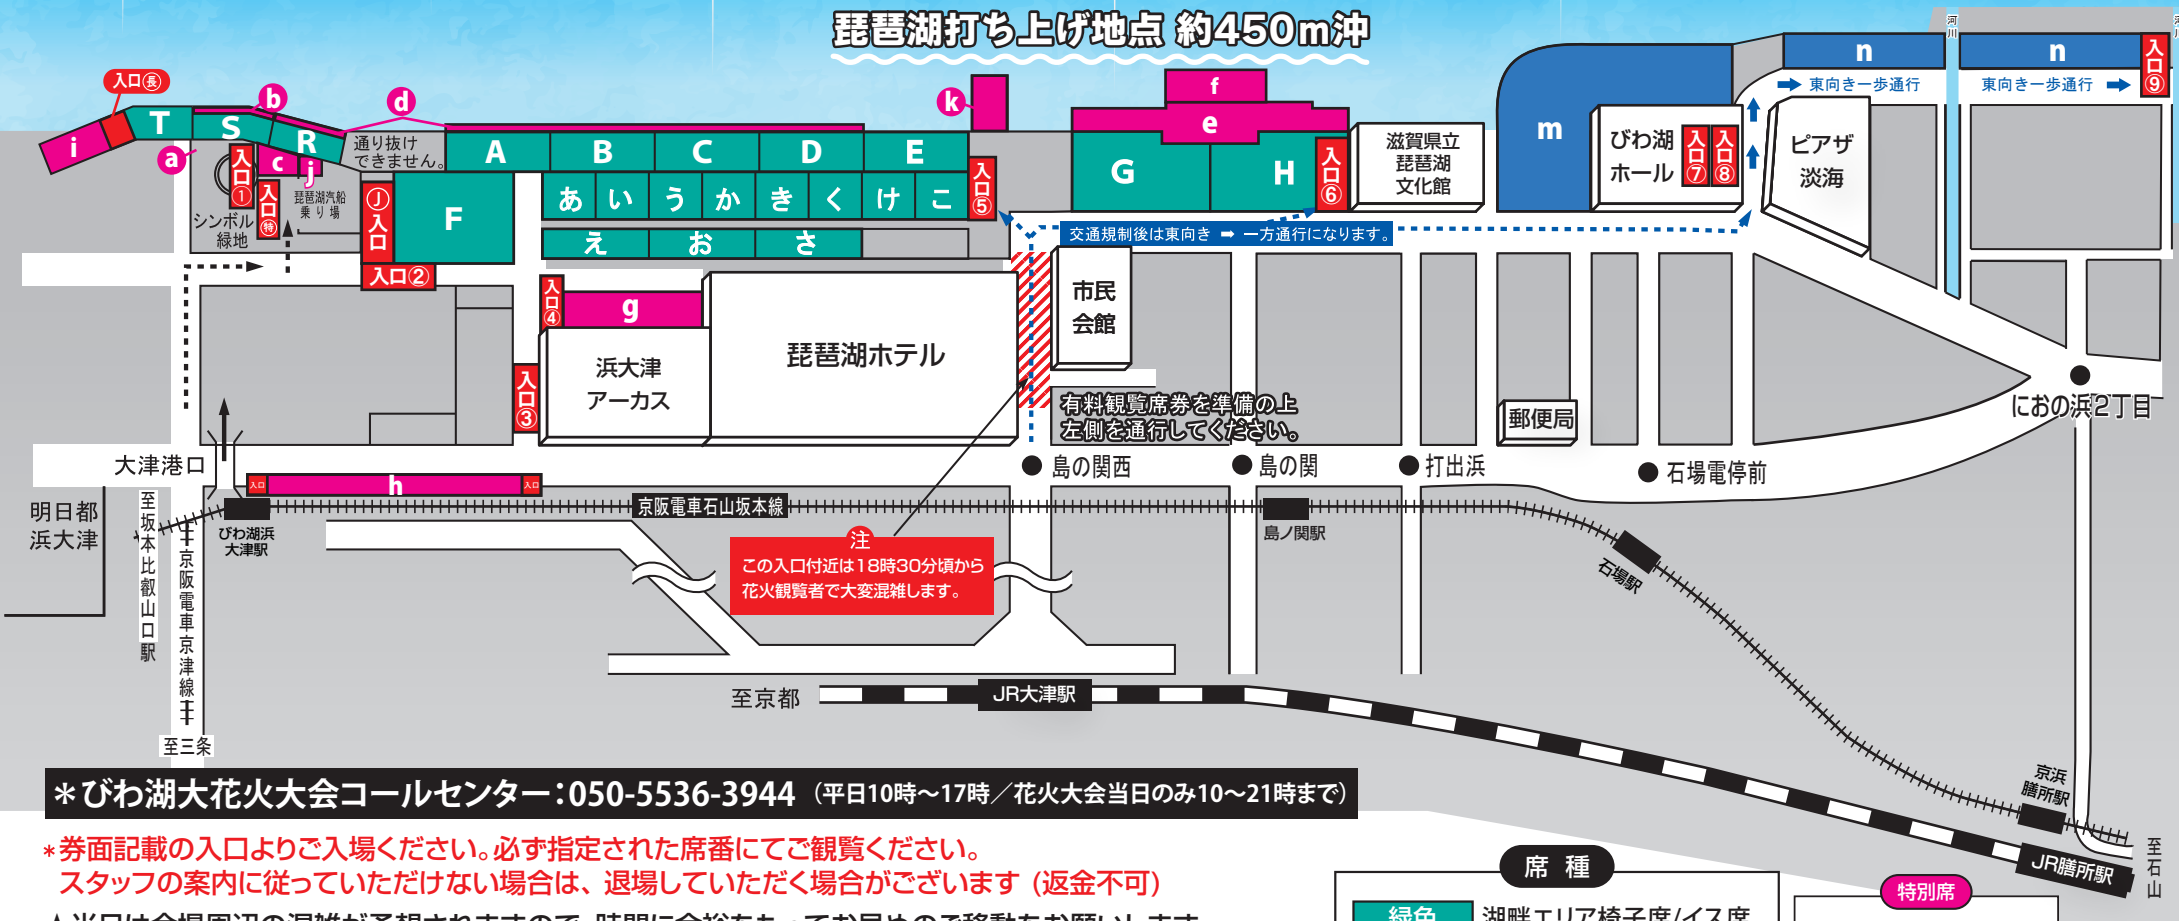 琵琶湖打ち上げ地点 約450m沖
河川
河川
入口㊗
i
T
S
R
a
b
c
d
j
k
入口①
入口㊕
シンボル
緑地
琵琶湖汽船
乗り場
通り抜け
できません。
A
B
C
D
E
F
Ⓙ入口
入口②
あ
い
う
か
き
く
け
こ
え
お
さ
入口⑤
f
e
G
H
入口⑥
滋賀県立
琵琶湖
文化館
m
びわ湖
ホール
入口⑦
入口⑧
ピアザ
淡海
n
n
入口⑨
➡ 東向き一歩通行
東向き一歩通行 ➡
交通規制後は東向き ➡ 一方通行になります。
入口④
g
入口③
浜大津
アーカス
琵琶湖ホテル
市民
会館
有料観覧席券を準備の上
左側を通行してください。
郵便局
におの浜2丁目
大津港口
島の関西
島の関
打出浜
石場電停前
入口
h
入口
明日都
浜大津
至坂本比叡山口駅
びわ湖浜
大津駅
京阪電車石山坂本線
島ノ関駅
石場駅
京阪電車京津線
至三条
注
この入口付近は18時30分頃から
花火観覧者で大変混雑します。
至京都
JR大津駅
京浜
膳所駅
JR膳所駅
至石山
＊びわ湖大花火大会コールセンター：050-5536-3944（平日10時～17時／花火大会当日のみ10～21時まで）
＊券面記載の入口よりご入場ください。必ず指定された席番にてご観覧ください。
スタッフの案内に従っていただけない場合は、退場していただく場合がございます（返金不可）
席種
特別席
緑色
湖畔エリア椅子席/イス席